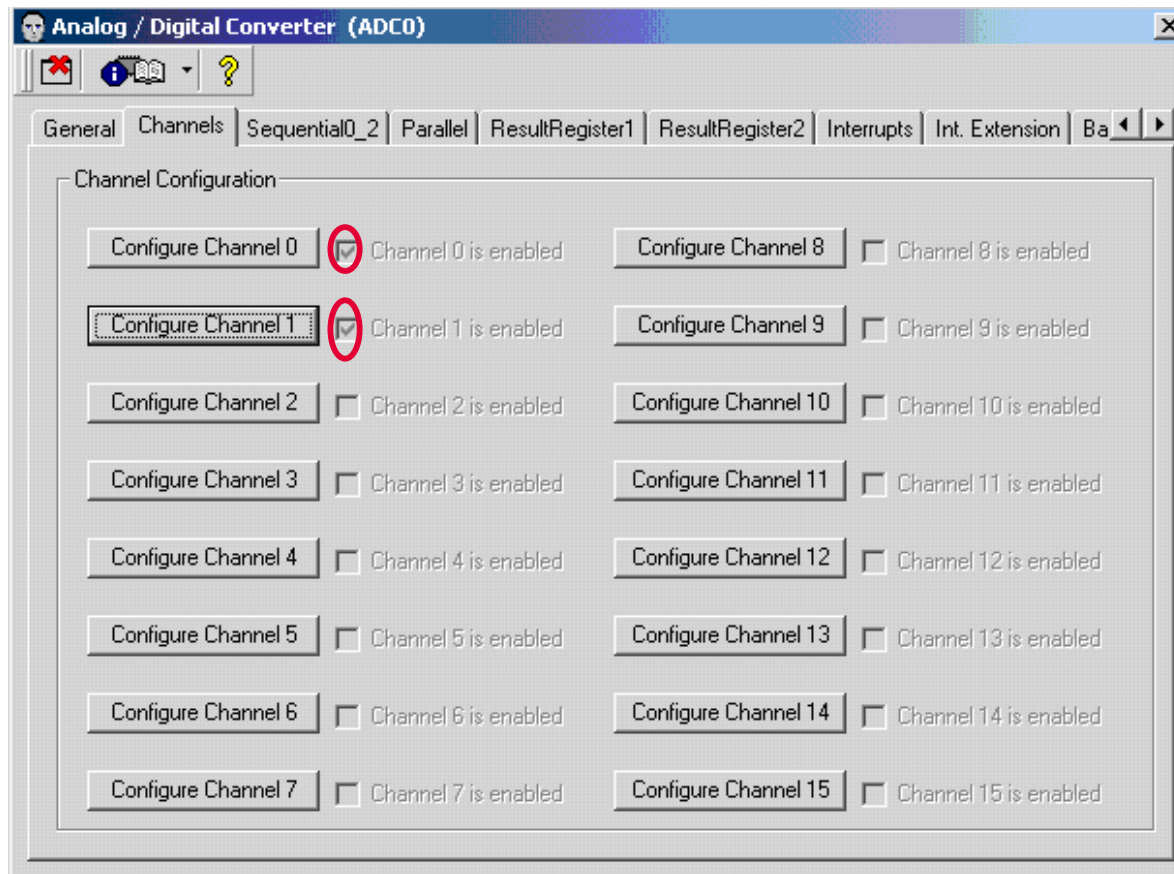 Analog / Digital Converter (ADC0)
General Channels Sequential0_2 Parallel ResultRegister1 ResultRegister2 Interrupts Int. Extension Ba
Channel Configuration
Configure Channel 0 Channel 0 is enabled Configure Channel 8 Channel 8 is enabled
Configure Channel 1 Channel 1 is enabled Configure Channel 9 Channel 9 is enabled
Configure Channel 2 Channel 2 is enabled Configure Channel 10 Channel 10 is enabled
Configure Channel 3 Channel 3 is enabled Configure Channel 11 Channel 11 is enabled
Configure Channel 4 Channel 4 is enabled Configure Channel 12 Channel 12 is enabled
Configure Channel 5 Channel 5 is enabled Configure Channel 13 Channel 13 is enabled
Configure Channel 6 Channel 6 is enabled Configure Channel 14 Channel 14 is enabled
Configure Channel 7 Channel 7 is enabled Configure Channel 15 Channel 15 is enabled